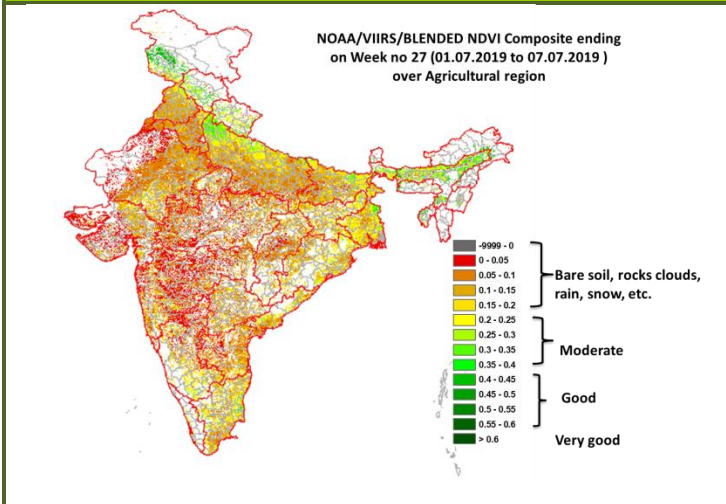 NOAA/VIIRS/BLENDED NDVI Composite ending
on Week no 27 (01.07.2019 to 07.07.2019 )
over Agricultural region
-9999 - 0
0 - 0.05
0.05 - 0.1
0.1 - 0.15
0.15 - 0.2
0.2 - 0.25
0.25 - 0.3
0.3 - 0.35
0.35 - 0.4
0.4 - 0.45
0.45 - 0.5
0.5 - 0.55
0.55 - 0.6
> 0.6
Bare soil, rocks clouds,
rain, snow, etc.
Moderate
Good
Very good